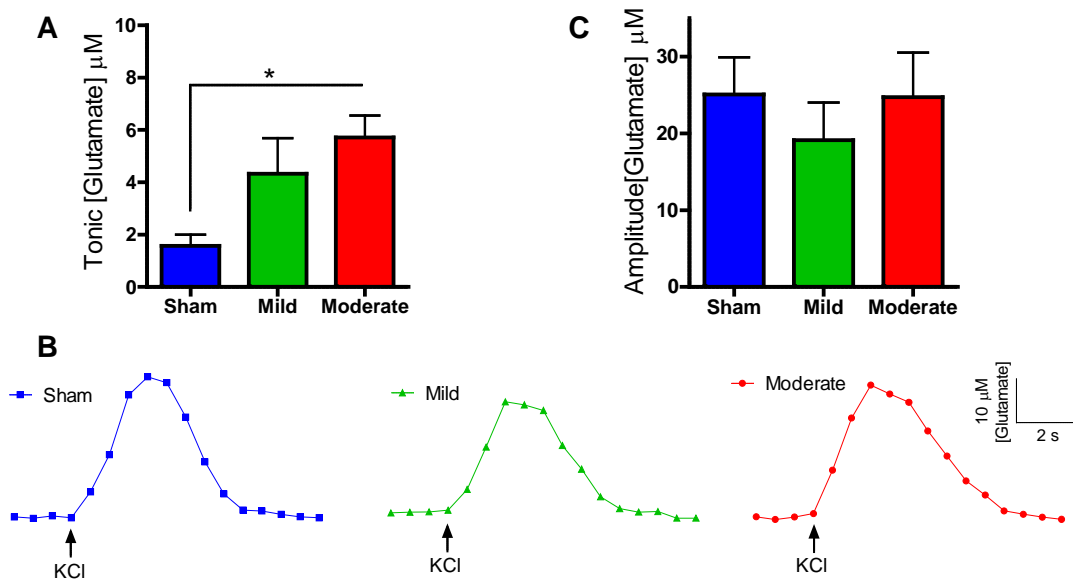 A
Tonic [Glutamate] μM
10
8
6
4
2
0
*
Sham
Mild
Moderate
C
Amplitude[Glutamate] μM
30
20
10
0
Sham
Mild
Moderate
B
Sham
KCl
Mild
KCl
Moderate
KCl
10 μM
[Glutamate]
2 s